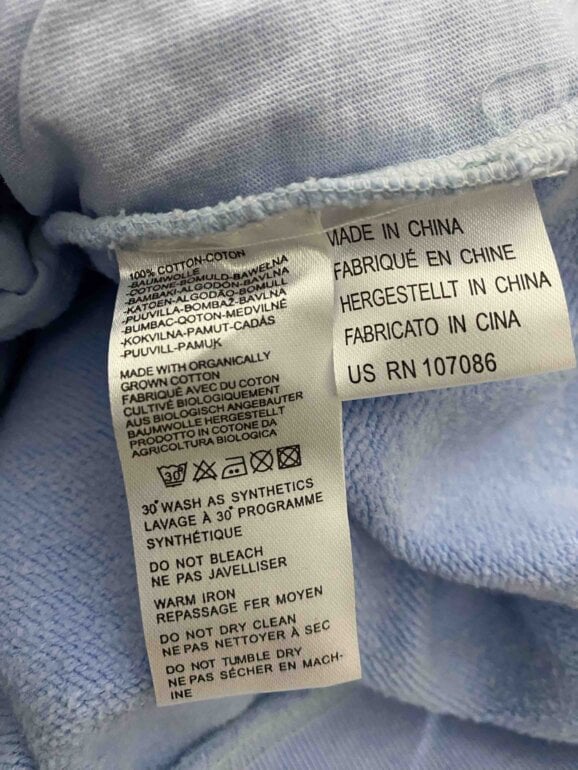 100% COTTON-COTON
-BAUMWOLLE
-COTONE-BOMULD-BAWEŁNA
-BAMBAKI-ALGODÓN-BAVLNA
-KATOEN-ALGODÃO-BOMULL
-PUUVILLA-BOMBAŽ-BAVLNA
-BUMBAC-QOTON-MEDVILNĖ
-KOKVILNA-PAMUT-CADÁS
-PUUVILL-PAMUK
MADE WITH ORGANICALLY
GROWN COTTON
FABRIQUÉ AVEC DU COTON
CULTIVÉ BIOLOGIQUEMENT
AUS BIOLOGISCH ANGEBAUTER
BAUMWOLLE HERGESTELLT
PRODOTTO IN COTONE DA
AGRICOLTURA BIOLOGICA
30°
30° WASH AS SYNTHETICS
LAVAGE À 30° PROGRAMME
SYNTHÉTIQUE
DO NOT BLEACH
NE PAS JAVELLISER
WARM IRON
REPASSAGE FER MOYEN
DO NOT DRY CLEAN
NE PAS NETTOYER À SEC
DO NOT TUMBLE DRY
NE PAS SÉCHER EN MACH-
INE
MADE IN CHINA
FABRIQUÉ EN CHINE
HERGESTELLT IN CHINA
FABRICATO IN CINA
US RN 107086